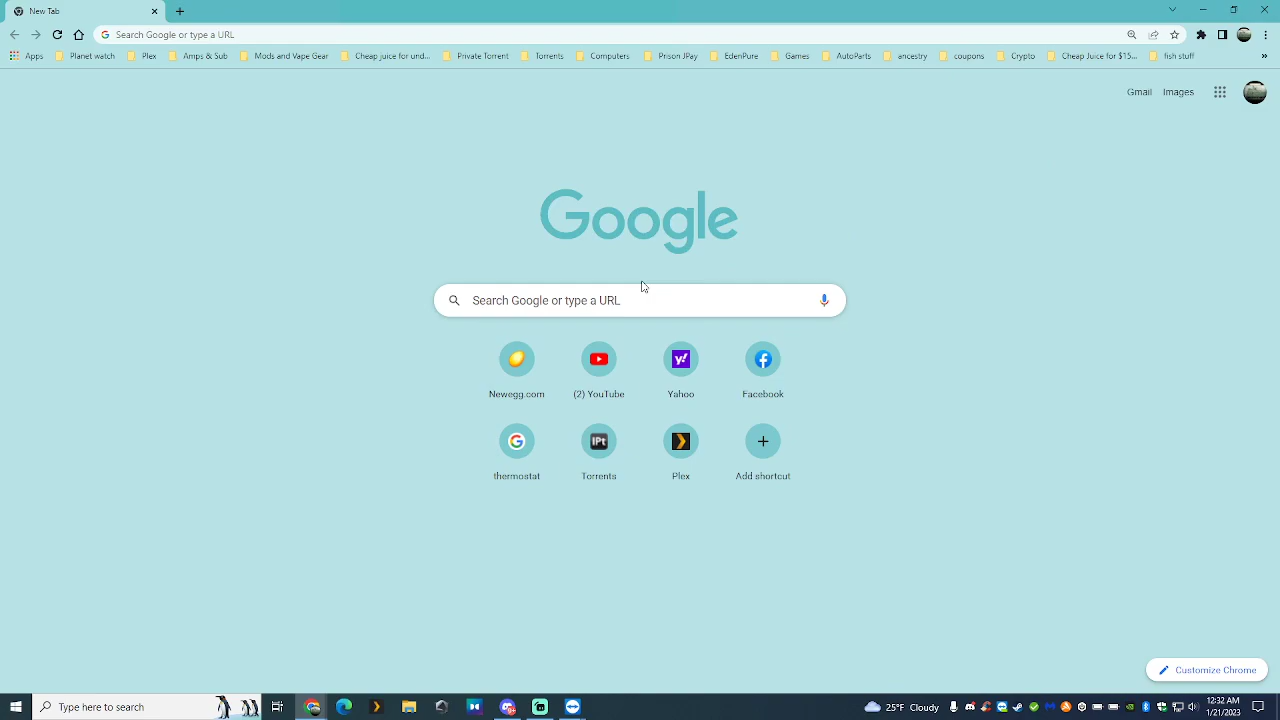 New Tab
Search Google or type a URL
Apps Planet watch Plex Amps & Sub Mods and Vape Gear Cheap juice for und... Private Torrent Torrents Computers Prison JPay EdenPure Games AutoParts ancestry coupons Crypto Cheap Juice for $15... fish stuff »
Gmail Images
Google
Search Google or type a URL
Newegg.com (2) YouTube Yahoo Facebook
thermostat Torrents Plex Add shortcut
Customize Chrome
Type here to search
25°F Cloudy
12:32 AM
1/21/2023